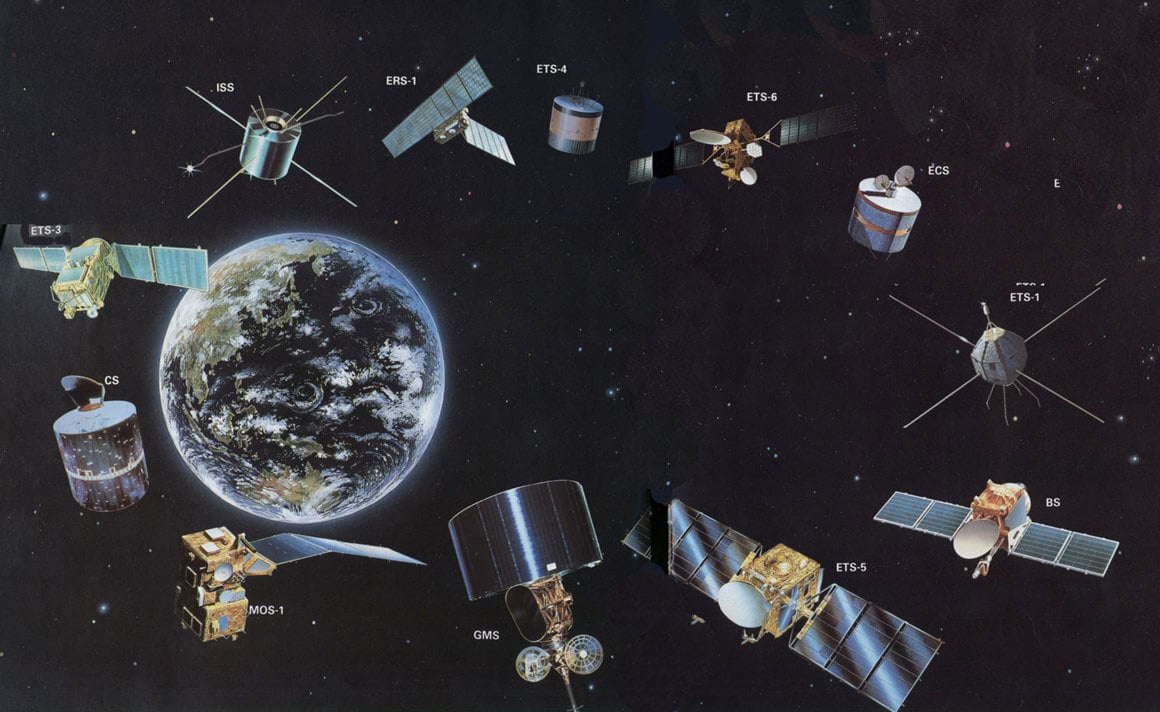 ISS
ERS-1
ETS-4
ETS-6
ECS
E
ETS-3
ETS-1
CS
BS
ETS-5
MOS-1
GMS